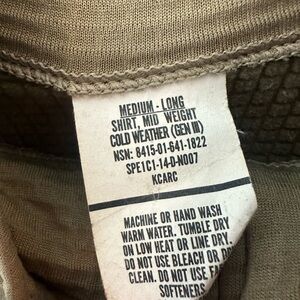 MEDIUM - LONG
SHIRT, MID WEIGHT
COLD WEATHER (GEN III)
NSN: 8415-01-641-1822
SPE1C1-14-D-N007
KCARC
MACHINE OR HAND WASH
WARM WATER. TUMBLE DRY
ON LOW HEAT OR LINE DRY.
DO NOT USE BLEACH OR
CLEAN. DO NOT USE
SOFTENERS